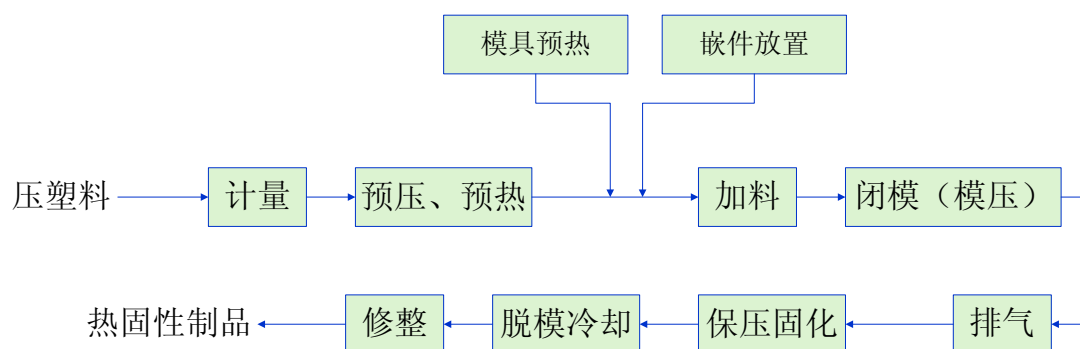 模具预热
嵌件放置
压塑料
计量
预压、预热
加料
闭模（模压）
热固性制品
修整
脱模冷却
保压固化
排气